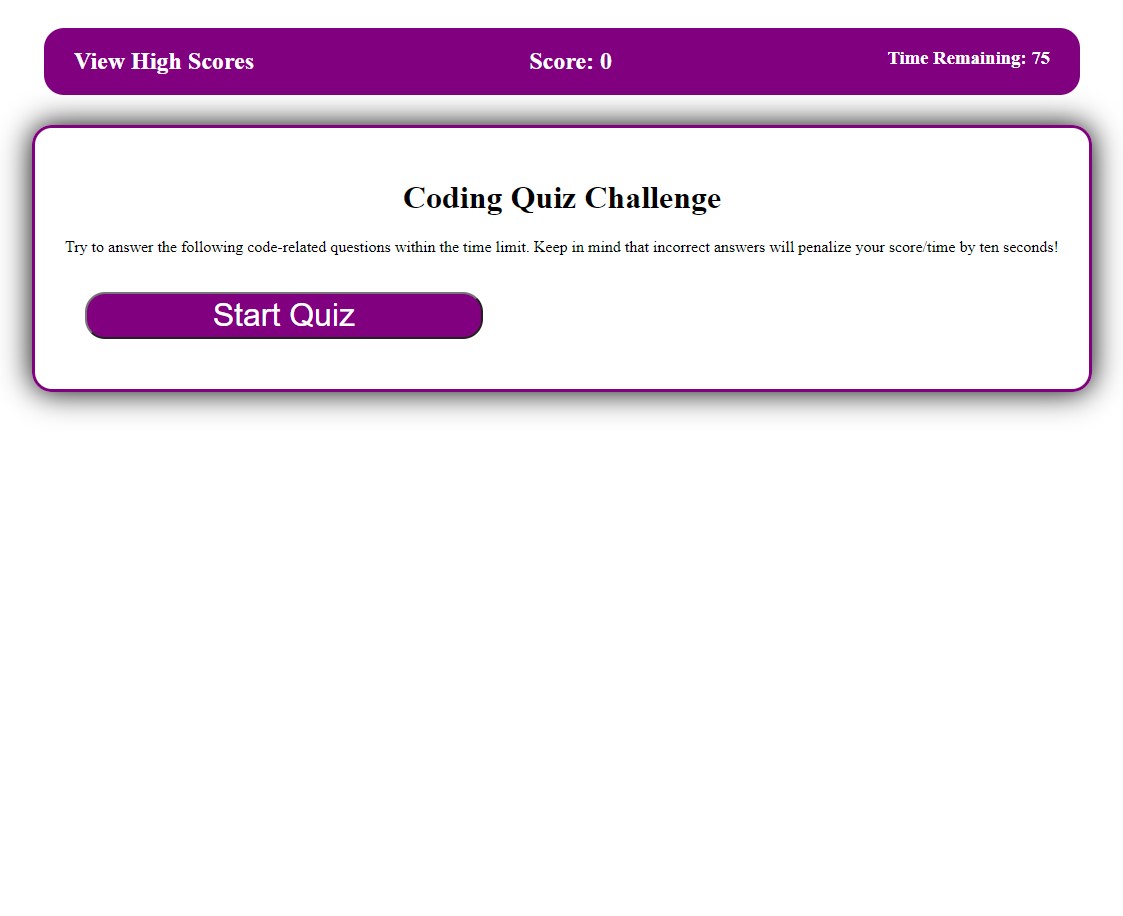 View High Scores
Score: 0
Time Remaining: 75
Coding Quiz Challenge
Try to answer the following code-related questions within the time limit. Keep in mind that incorrect answers will penalize your score/time by ten seconds!
Start Quiz